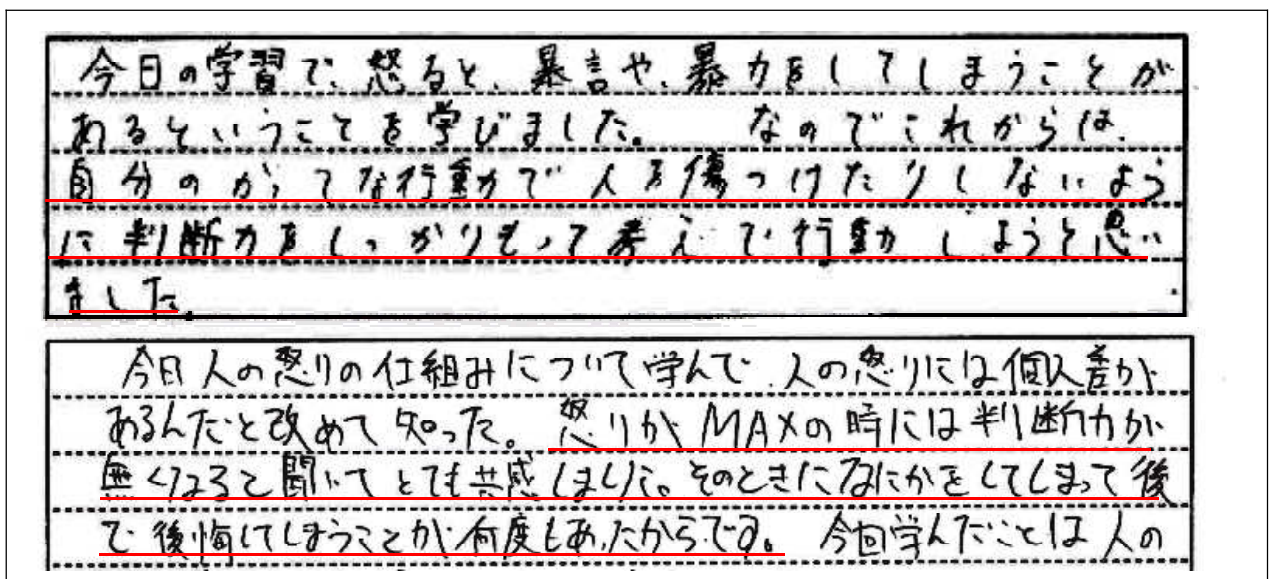 今日の学習で、怒ると、暴言や、暴力をしてしまうことが
あるということを学びました。 なのでこれからは、
自分のかってな行動で人を傷つけたりしないよう
に判断力をしっかりもって考えて行動しようと思い
ました。
今日人の怒りの仕組みについて学んで、人の怒りには個人差が
あるんだと改めて知った。怒りがMAXの時には判断力が
無くなると聞いてとても共感しました。そのときになにかをしてしまって後
で後悔してしまうことが何度もあったからです。 今回学んだことは人の